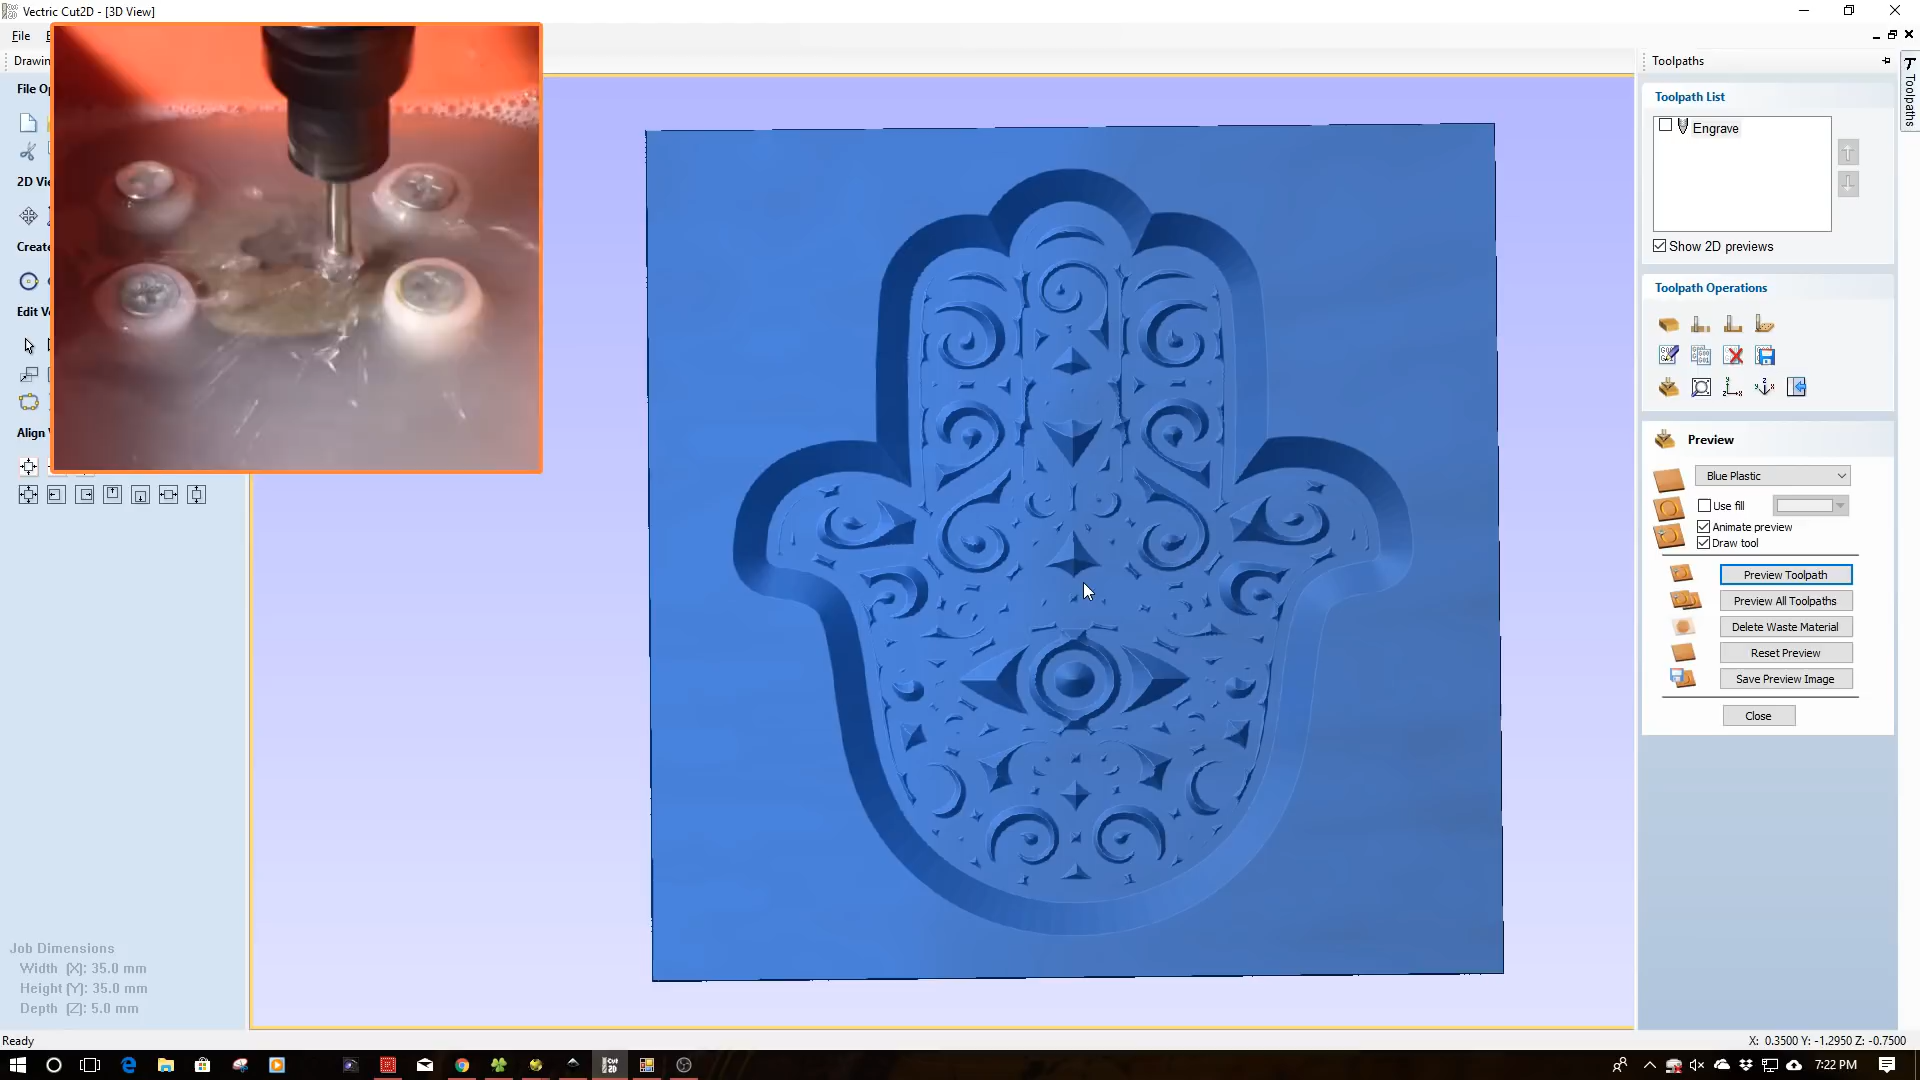 Vectric Cut2D - [3D View]
File
Drawin
File Op
2D Vie
Create
Edit Ve
Align V
Job Dimensions
Width (X): 35.0 mm
Height (Y): 35.0 mm
Depth (Z): 5.0 mm
Ready
Toolpaths
Toolpaths
Toolpath List
Engrave
Show 2D previews
Toolpath Operations
Preview
Blue Plastic
Use fill
Animate preview
Draw tool
Preview Toolpath
Preview All Toolpaths
Delete Waste Material
Reset Preview
Save Preview Image
Close
X: 0.3500 Y: -1.2950 Z: -0.7500
7:22 PM